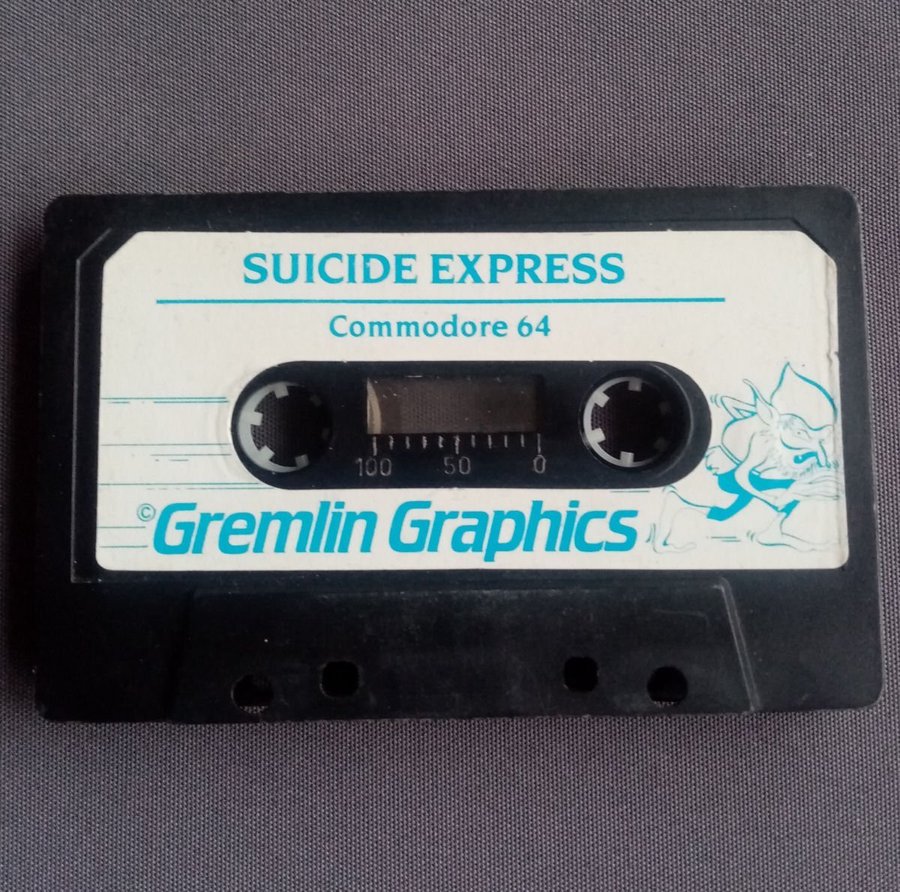 SUICIDE EXPRESS
Commodore 64
100 50 0
© Gremlin Graphics